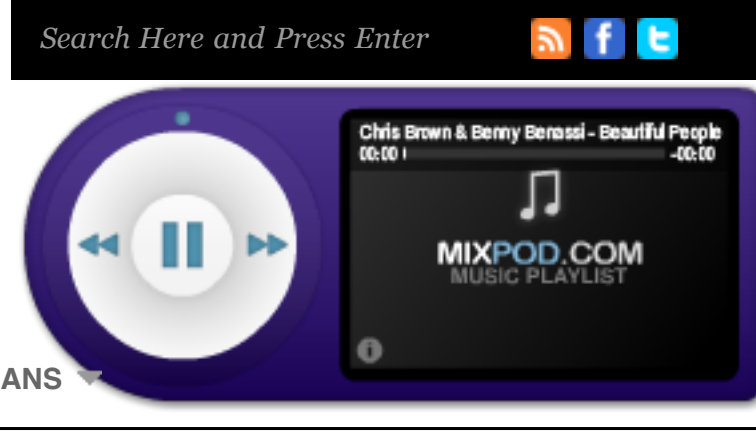 Search Here and Press Enter
Chris Brown & Benny Benassi - Beautiful People
00:00 -00:00
MIXPOD.COM
MUSIC PLAYLIST
ANS